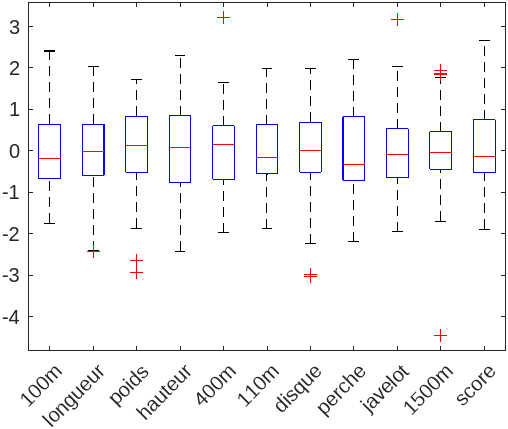 3
2
1
0
-1
-2
-3
-4
100m
longueur
poids
hauteur
400m
110m
disque
perche
javelot
1500m
score